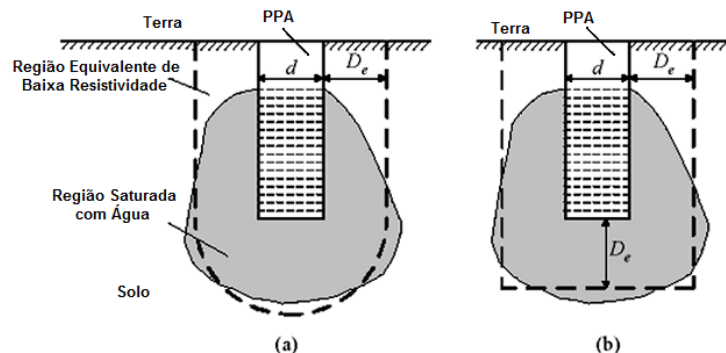 Terra
PPA
d
De
Região Equivalente de
Baixa Resistividade
Região Saturada
com Água
Solo
(a)
Terra
PPA
d
De
De
(b)